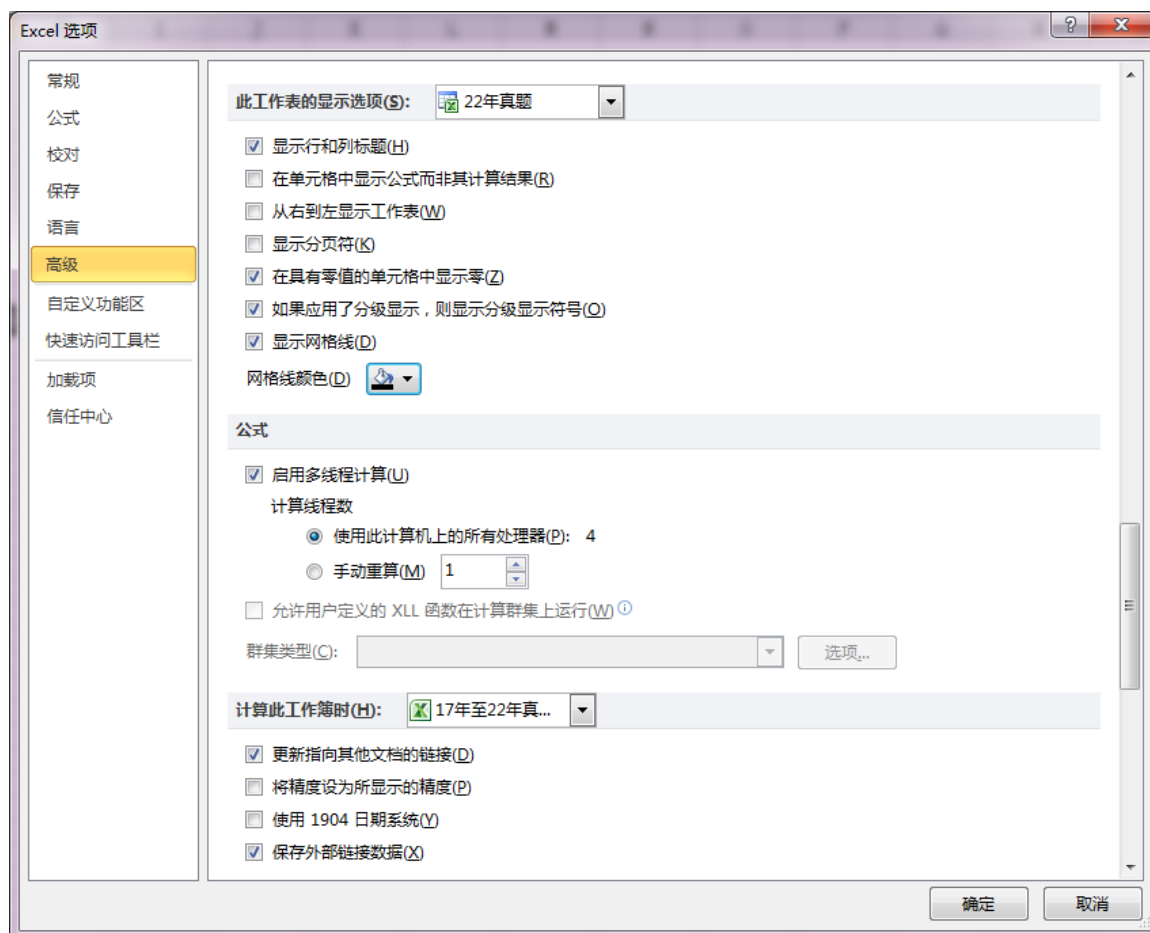 Excel 选项
常规
公式
校对
保存
语言
高级
自定义功能区
快速访问工具栏
加载项
信任中心
此工作表的显示选项(S): 22年真题
显示行和列标题(H)
在单元格中显示公式而非其计算结果(R)
从右到左显示工作表(W)
显示分页符(K)
在具有零值的单元格中显示零(Z)
如果应用了分级显示，则显示分级显示符号(O)
显示网格线(D)
网格线颜色(D)
公式
启用多线程计算(U)
计算线程数
使用此计算机上的所有处理器(P): 4
手动重算(M) 1
允许用户定义的 XLL 函数在计算群集上运行(W)
群集类型(C): 选项...
计算此工作簿时(H): 17年至22年真...
更新指向其他文档的链接(D)
将精度设为所显示的精度(P)
使用 1904 日期系统(Y)
保存外部链接数据(X)
确定 取消